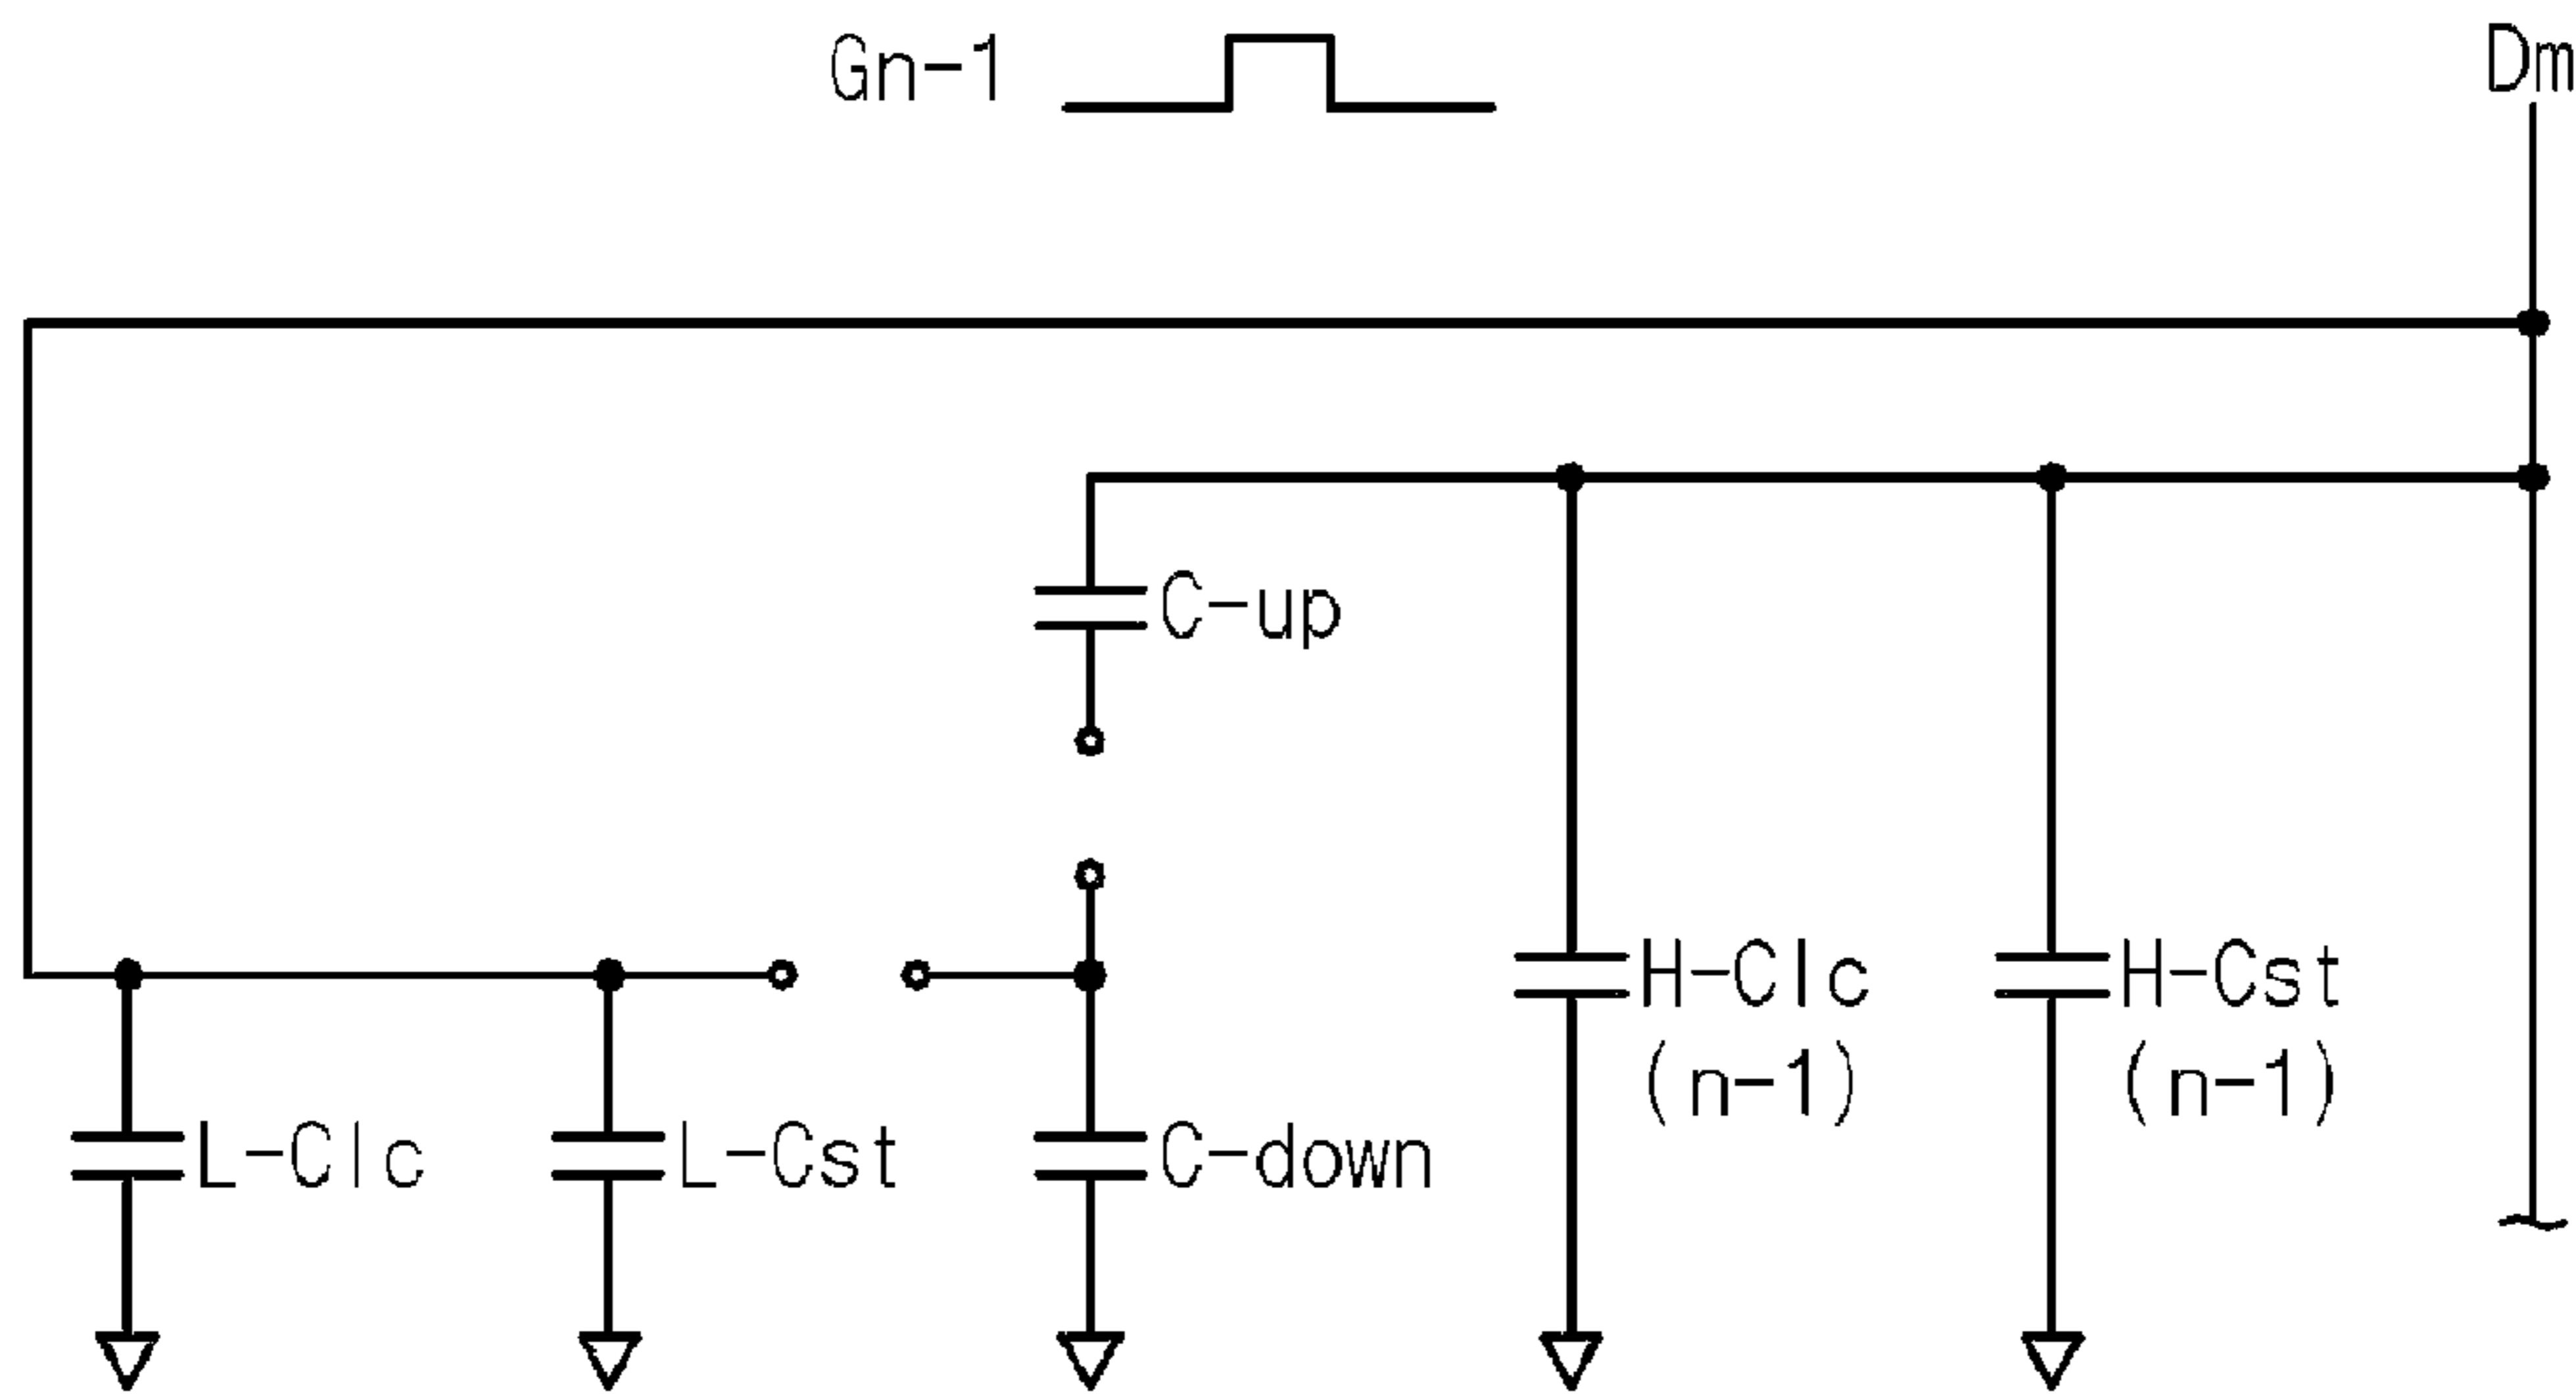 Gn-1
Dm
C-up
H-Clc
(n-1)
H-Cst
(n-1)
L-Clc
L-Cst
C-down